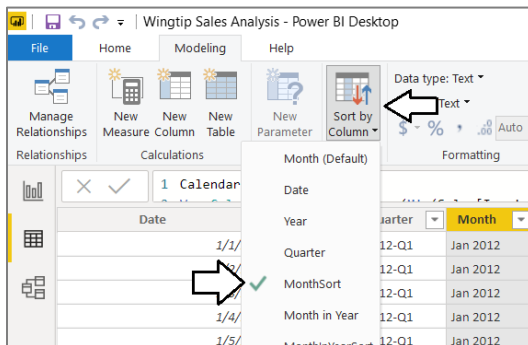 Wingtip Sales Analysis - Power BI Desktop
File Home Modeling Help
Manage Relationships
New Measure
New Column
New Table
New Parameter
Sort by Column
Data type: Text
Text
$ - % , .00 Auto
Relationships Calculations Formatting
Month (Default)
Date
Year
Quarter
MonthSort
Month in Year
1 Calendar
Date Month
1/1/ 12-Q1 Jan 2012
12-Q1 Jan 2012
12-Q1 Jan 2012
1/4/ 12-Q1 Jan 2012
1/5/ 12-Q1 Jan 2012